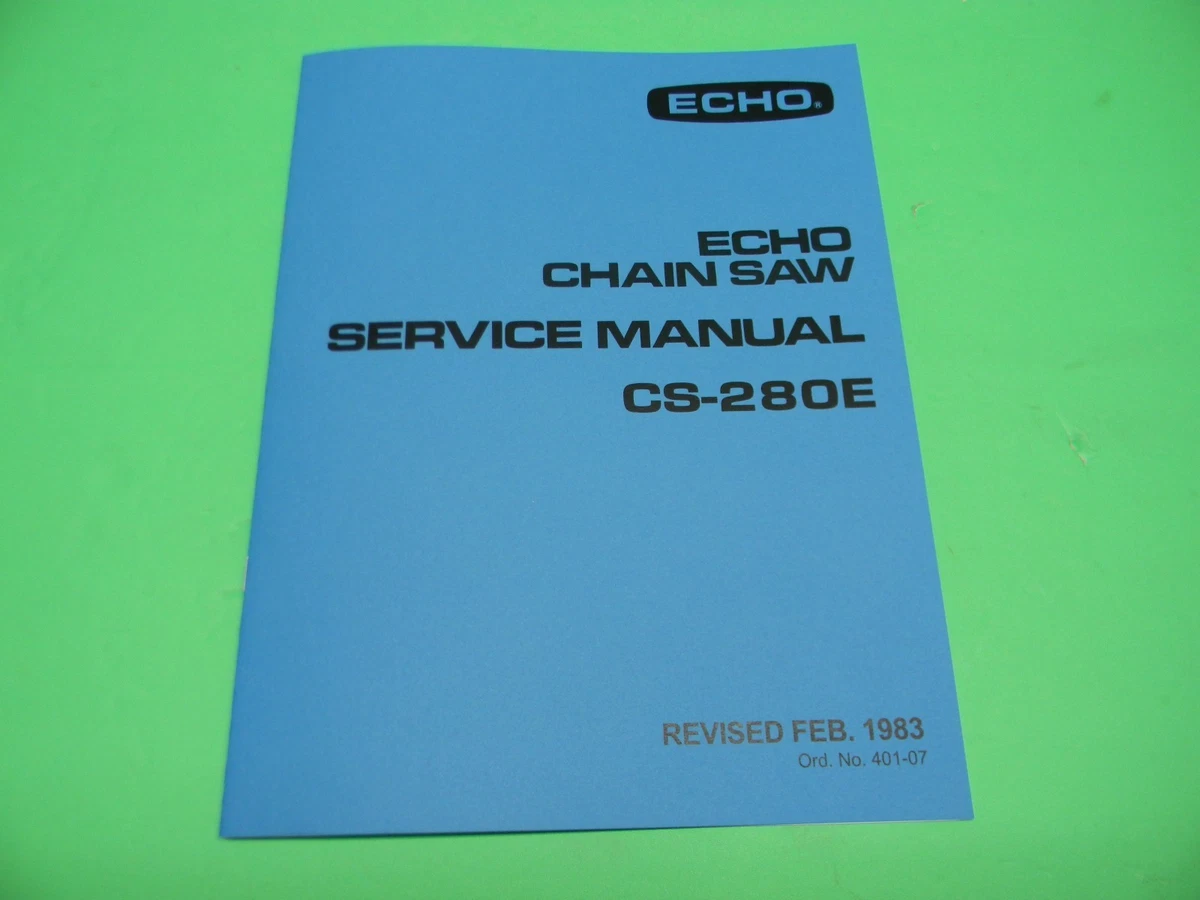 ECHO®
ECHO
CHAIN SAW
SERVICE MANUAL
CS-280E
REVISED FEB. 1983
Ord. No. 401-07